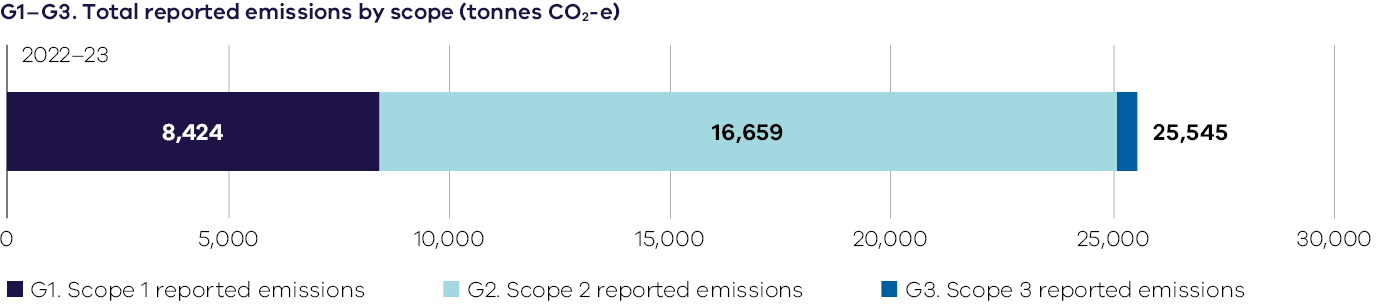 G1–G3. Total reported emissions by scope (tonnes CO₂-e)
2022–23
8,424
16,659
25,545
0
5,000
10,000
15,000
20,000
25,000
30,000
G1. Scope 1 reported emissions
G2. Scope 2 reported emissions
G3. Scope 3 reported emissions